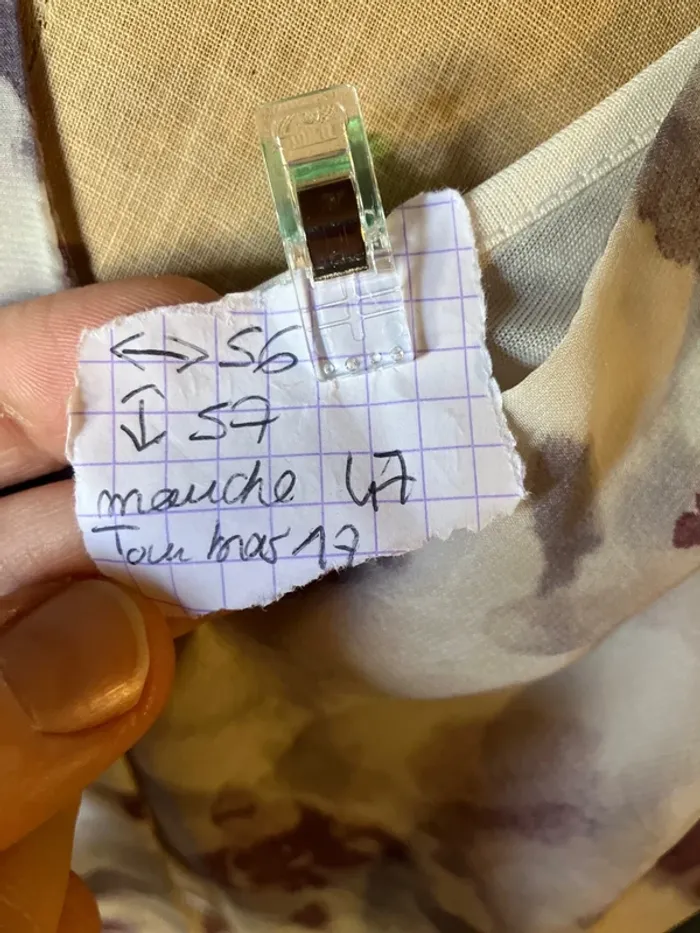 ↔ 56
↕ 57
manche 47
Tour bras 17